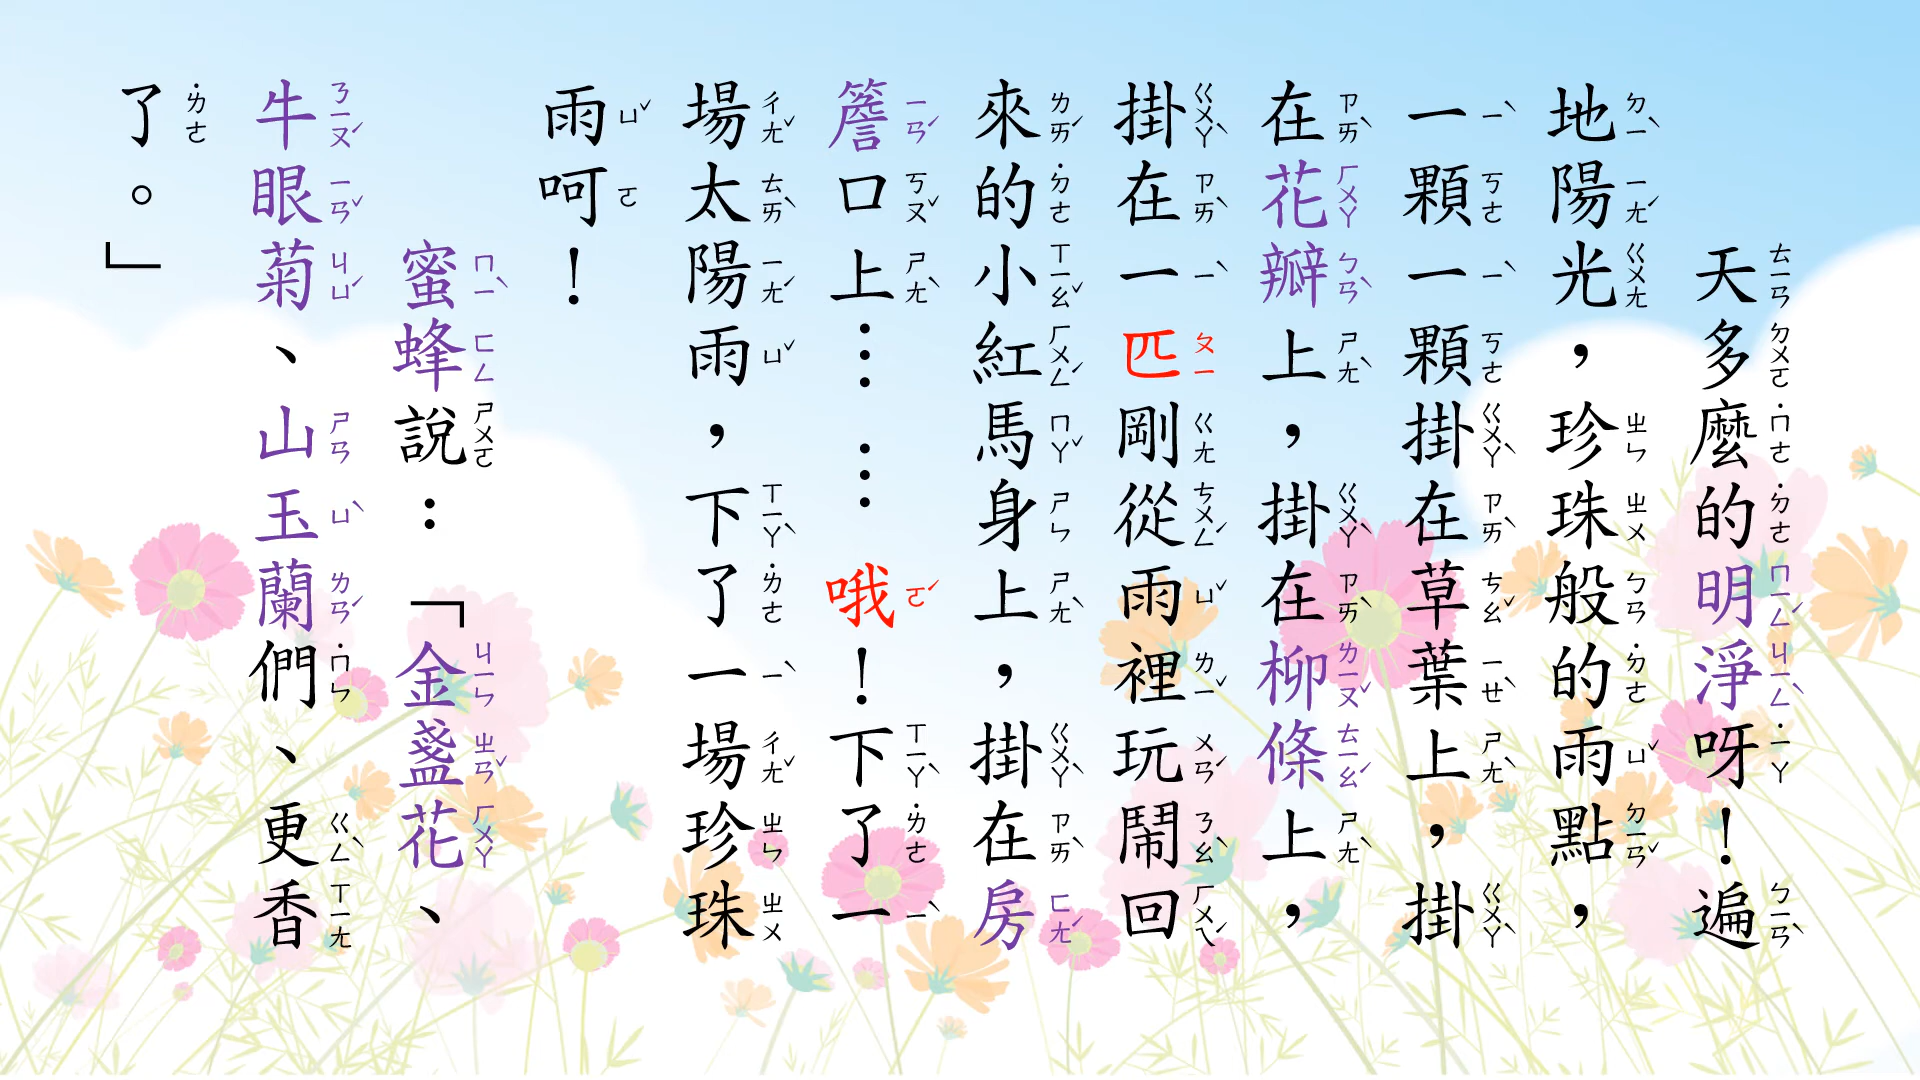 天多麼的明淨呀！遍
地陽光，珍珠般的雨點，
一顆一顆掛在草葉上，掛
在花瓣上，掛在柳條上，
掛在一匹剛從雨裡玩鬧回
來的小紅馬身上，掛在房
簷口上……哦！下了一
場太陽雨，下了一場珍珠
雨呵！
蜜蜂說：「金盞花、
牛眼菊、山玉蘭們、更香
了。」